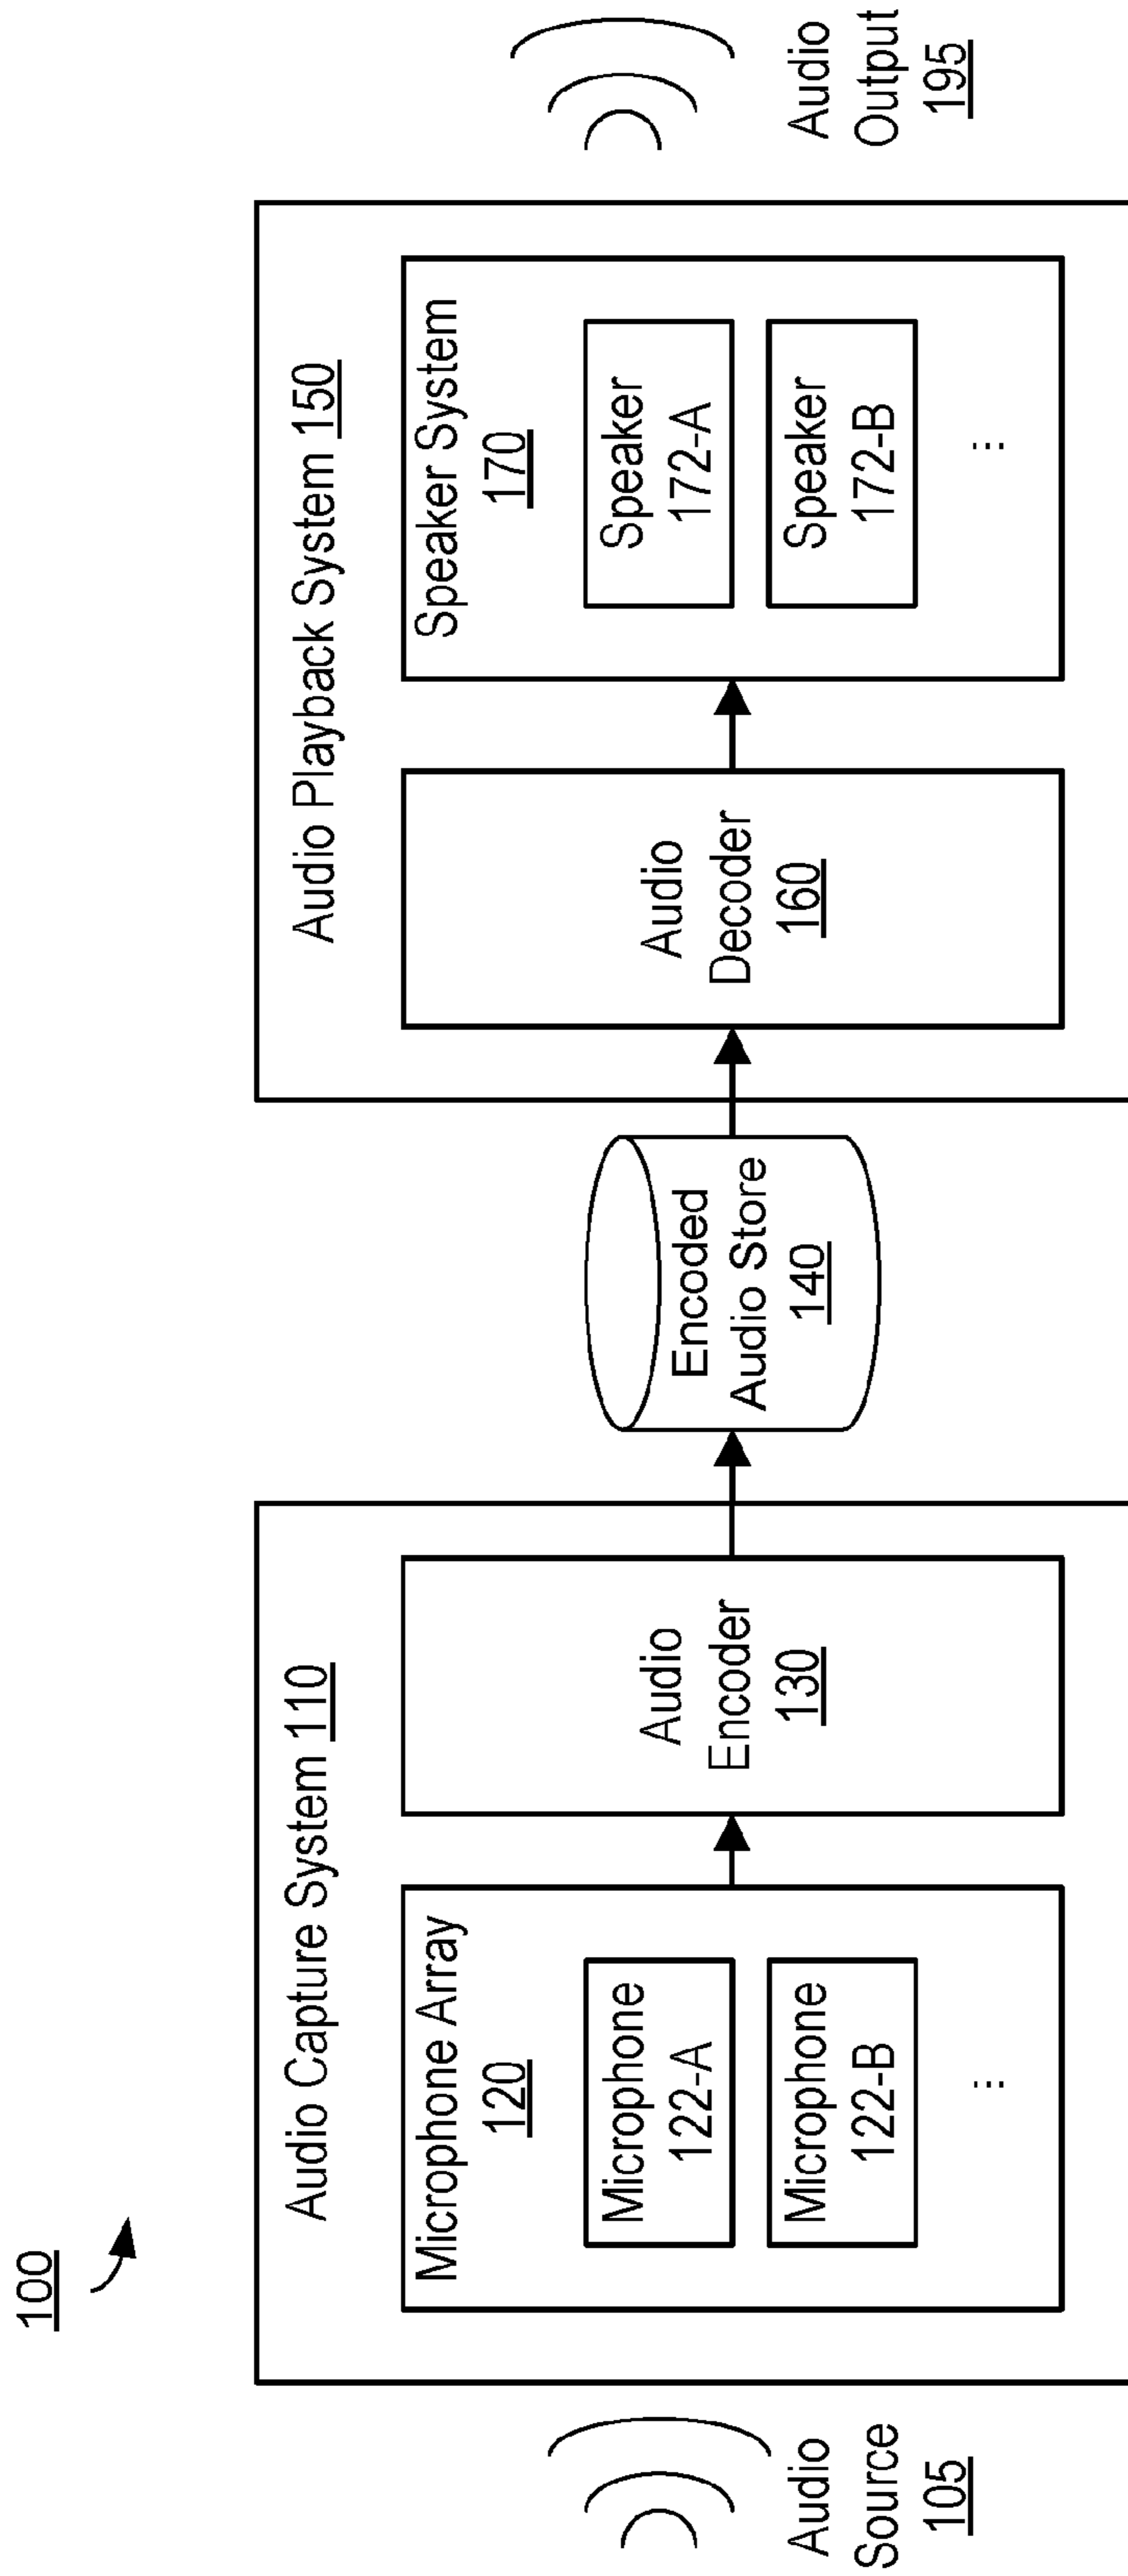 100
Audio
Source
105
Audio Capture System 110
Microphone Array
120
Microphone
122-A
Microphone
122-B
...
Audio
Encoder
130
Encoded
Audio Store
140
Audio Playback System 150
Audio
Decoder
160
Speaker System
170
Speaker
172-A
Speaker
172-B
...
Audio
Output
195